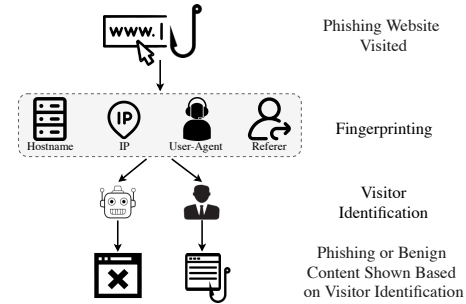 www.
Phishing Website
Visited
IP
Hostname
IP
User-Agent
Referer
Fingerprinting
Visitor
Identification
Phishing or Benign
Content Shown Based
on Visitor Identification